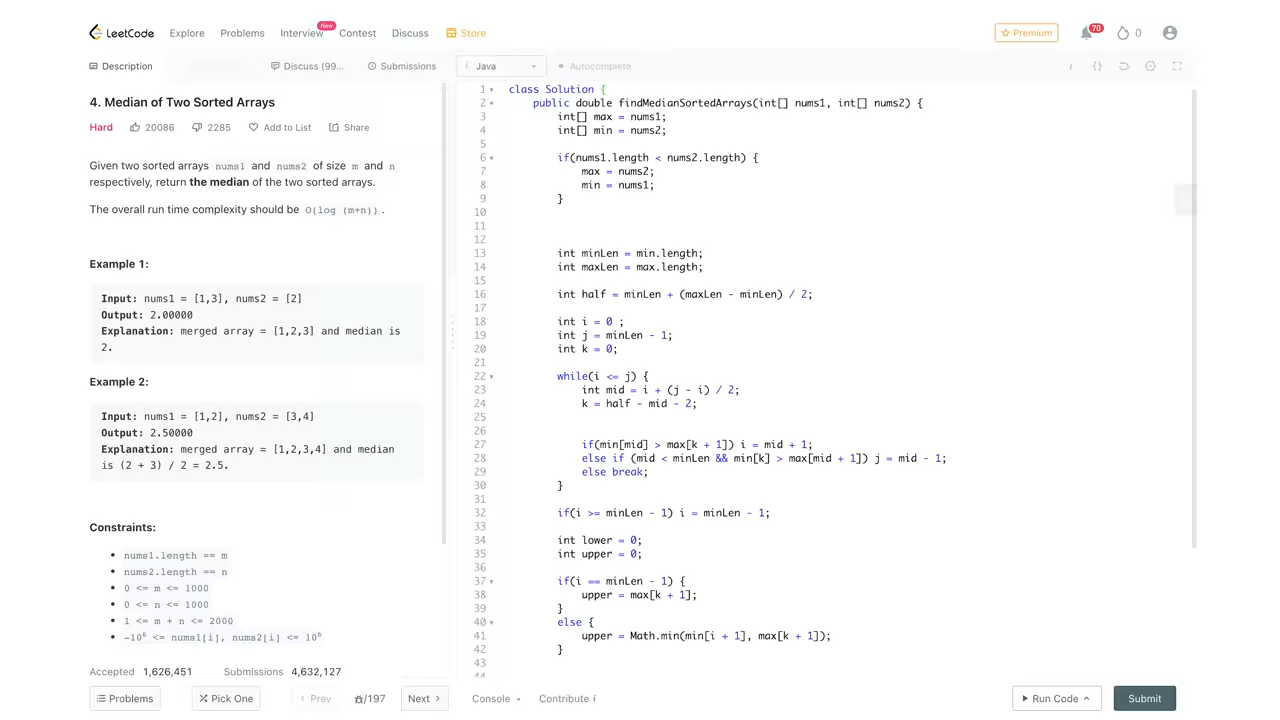 LeetCode Explore Problems Interview New Contest Discuss Store Premium 70 0
Description Discuss (99... Submissions i Java Autocomplete
4. Median of Two Sorted Arrays
Hard 20086 2285 Add to List Share
Given two sorted arrays nums1 and nums2 of size m and n
respectively, return the median of the two sorted arrays.
The overall run time complexity should be O(log (m+n)).
Example 1:
Input: nums1 = [1,3], nums2 = [2]
Output: 2.00000
Explanation: merged array = [1,2,3] and median is
2.
Example 2:
Input: nums1 = [1,2], nums2 = [3,4]
Output: 2.50000
Explanation: merged array = [1,2,3,4] and median
is (2 + 3) / 2 = 2.5.
Constraints:
• nums1.length == m
• nums2.length == n
• 0 <= m <= 1000
• 0 <= n <= 1000
• 1 <= m + n <= 2000
• -10⁶ <= nums1[i], nums2[i] <= 10⁶
Accepted 1,626,451 Submissions 4,632,127
1 class Solution {
2 public double findMedianSortedArrays(int[] nums1, int[] nums2) {
3 int[] max = nums1;
4 int[] min = nums2;
5
6 if(nums1.length < nums2.length) {
7 max = nums2;
8 min = nums1;
9 }
10
11
12
13 int minLen = min.length;
14 int maxLen = max.length;
15
16 int half = minLen + (maxLen - minLen) / 2;
17
18 int i = 0 ;
19 int j = minLen - 1;
20 int k = 0;
21
22 while(i <= j) {
23 int mid = i + (j - i) / 2;
24 k = half - mid - 2;
25
26
27 if(min[mid] > max[k + 1]) i = mid + 1;
28 else if (mid < minLen && min[k] > max[mid + 1]) j = mid - 1;
29 else break;
30 }
31
32 if(i >= minLen - 1) i = minLen - 1;
33
34 int lower = 0;
35 int upper = 0;
36
37 if(i == minLen - 1) {
38 upper = max[k + 1];
39 }
40 else {
41 upper = Math.min(min[i + 1], max[k + 1]);
42 }
43
44
Problems Pick One Prev /197 Next Console Contribute i Run Code Submit